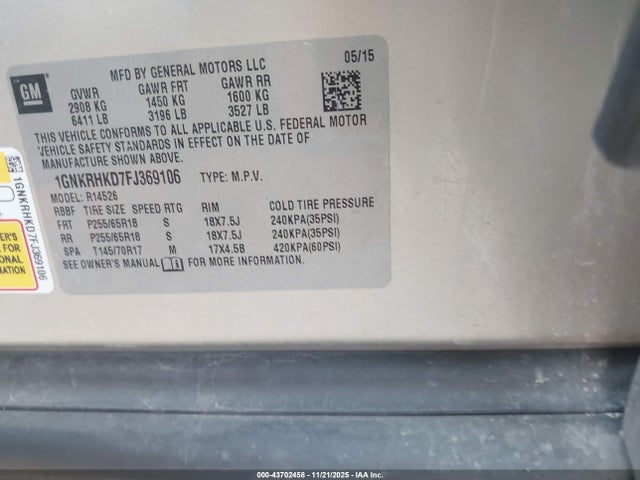 GM
MFD BY GENERAL MOTORS LLC 05/15
GVWR GAWR FRT GAWR RR
2908 KG 1450 KG 1600 KG
6411 LB 3196 LB 3527 LB
THIS VEHICLE CONFORMS TO ALL APPLICABLE U.S. FEDERAL MOTOR
VEHICLE SAFETY STANDARDS IN EFFECT ON THE DATE OF
MANUFACTURE SHOWN ABOVE.
1GNKRHKD7FJ369106 TYPE: M.P.V.
MODEL: R14526
RBBF TIRE SIZE SPEED RTG RIM COLD TIRE PRESSURE
FRT P255/65R18 S 18X7.5J 240KPA(35PSI)
RR P255/65R18 S 18X7.5J 240KPA(35PSI)
SPA T145/70R17 M 17X4.5B 420KPA(60PSI)
SEE OWNER'S MANUAL FOR MORE INFORMATION.
1GNKRHKD7FJ369106
ER'S
FOR
ONAL
ATION
000-43702458 - 11/21/2025 - IAA Inc.